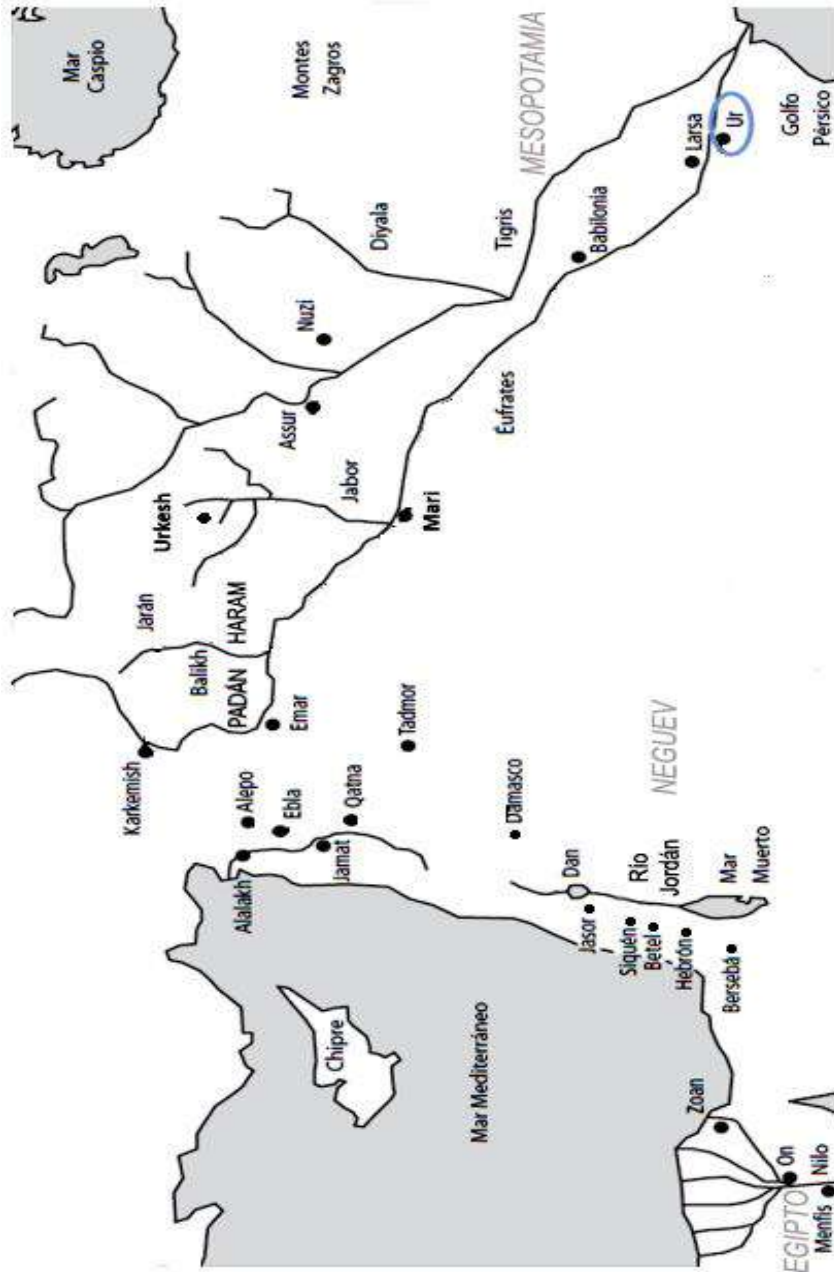 Mar
Caspio
Montes
Zagros
MESOPOTAMIA
Diyala
Tigris
Nuzi
Assur
Urkesh
Jabor
Mari
Éufrates
Babilonia
Larsa
Ur
Golfo
Pérsico
Jarán
HARAM
Balikh
PADÁN
Karkemish
Emar
Alepo
Ebla
Tadmor
Alalakh
Jamat
Qatna
Damasco
NEGUEV
Chipre
Mar Mediterráneo
Dan
Jasor
Río
Jordán
Siquén
Betel
Hebrón
Mar
Muerto
Berseba
Zoan
On
EGIPTO
Menfis
Nilo